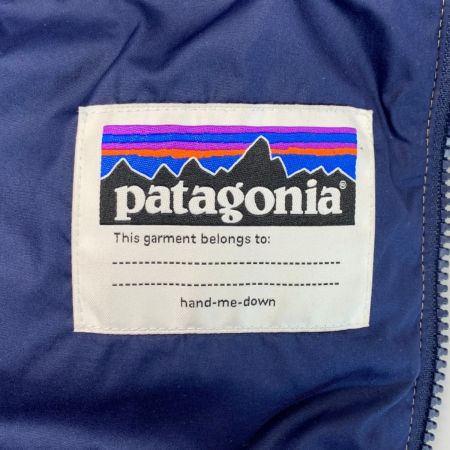 patagonia®
This garment belongs to:
hand-me-down